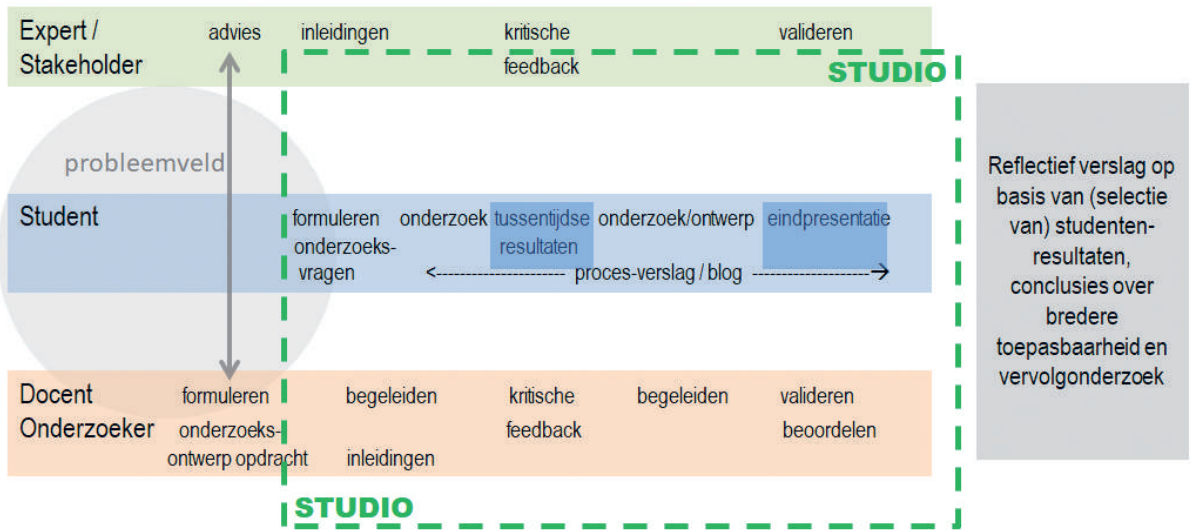 Expert / advies inleidingen kritische valideren
Stakeholder feedback STUDIO
probleemveld
Student formuleren onderzoek tussentijdse onderzoek/ontwerp eindpresentatie
onderzoeks- resultaten
vragen <---------------------- proces-verslag / blog -------------------→
Docent formuleren begeleiden kritische begeleiden valideren
Onderzoeker onderzoeks- feedback beoordelen
ontwerp opdracht inleidingen
STUDIO
Reflectief verslag op
basis van (selectie
van) studenten-
resultaten,
conclusies over
bredere
toepasbaarheid en
vervolgonderzoek